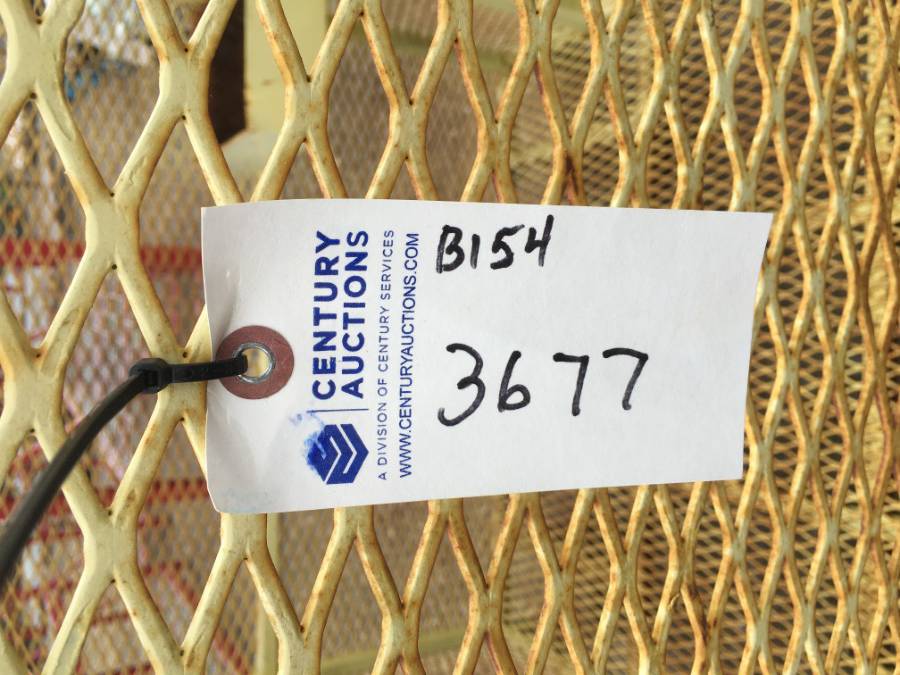 CENTURY
AUCTIONS
A DIVISION OF CENTURY SERVICES
WWW.CENTURYAUCTIONS.COM
B154
3677